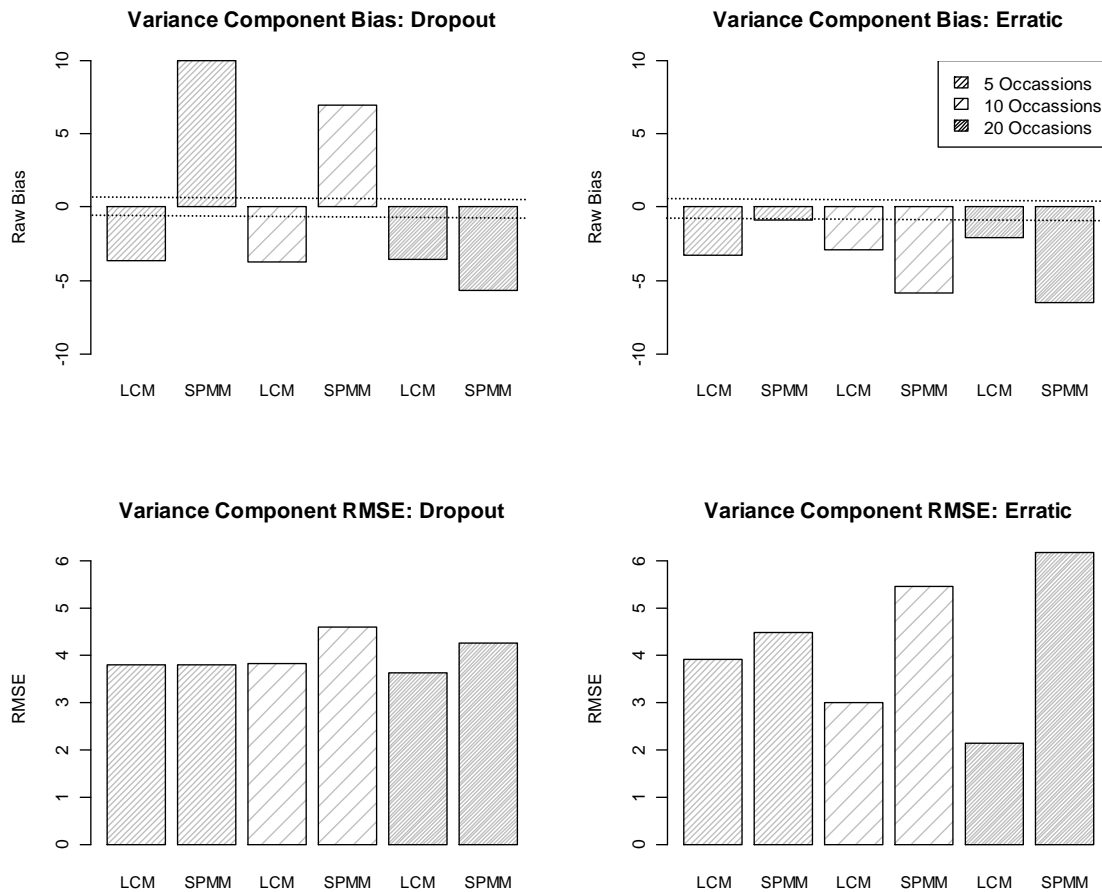 Variance Component Bias: Dropout
Raw Bias
10
5
0
-5
-10
LCM SPMM LCM SPMM LCM SPMM
Variance Component Bias: Erratic
Raw Bias
10
5
0
-5
-10
5 Occassions
10 Occassions
20 Occasions
LCM SPMM LCM SPMM LCM SPMM
Variance Component RMSE: Dropout
RMSE
6
5
4
3
2
1
0
LCM SPMM LCM SPMM LCM SPMM
Variance Component RMSE: Erratic
RMSE
6
5
4
3
2
1
0
LCM SPMM LCM SPMM LCM SPMM